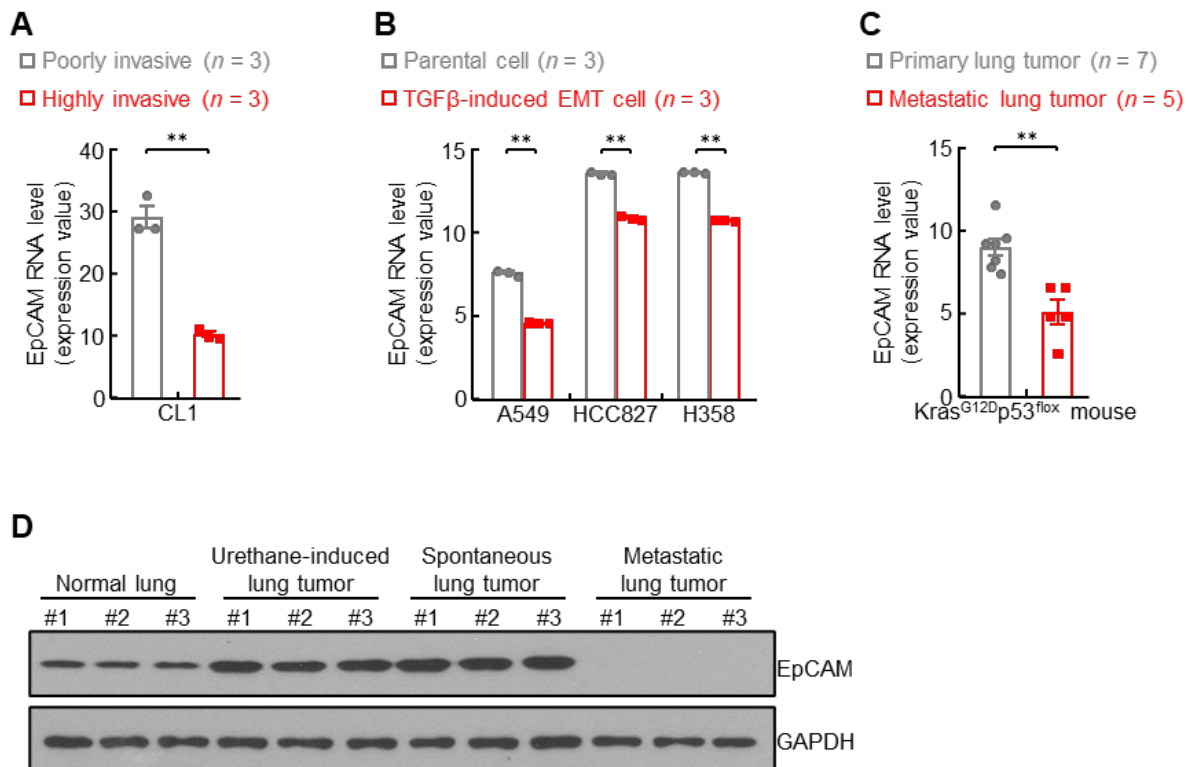 A
Poorly invasive (n = 3)
Highly invasive (n = 3)
**
EpCAM RNA level
(expression value)
40
30
20
10
0
CL1
B
Parental cell (n = 3)
TGFβ-induced EMT cell (n = 3)
** ** **
EpCAM RNA level
(expression value)
15
10
5
0
A549 HCC827 H358
C
Primary lung tumor (n = 7)
Metastatic lung tumor (n = 5)
**
EpCAM RNA level
(expression value)
15
10
5
0
Kras^G12D p53^flox mouse
D
Normal lung
Urethane-induced
lung tumor
Spontaneous
lung tumor
Metastatic
lung tumor
#1 #2 #3 #1 #2 #3 #1 #2 #3 #1 #2 #3
EpCAM
GAPDH